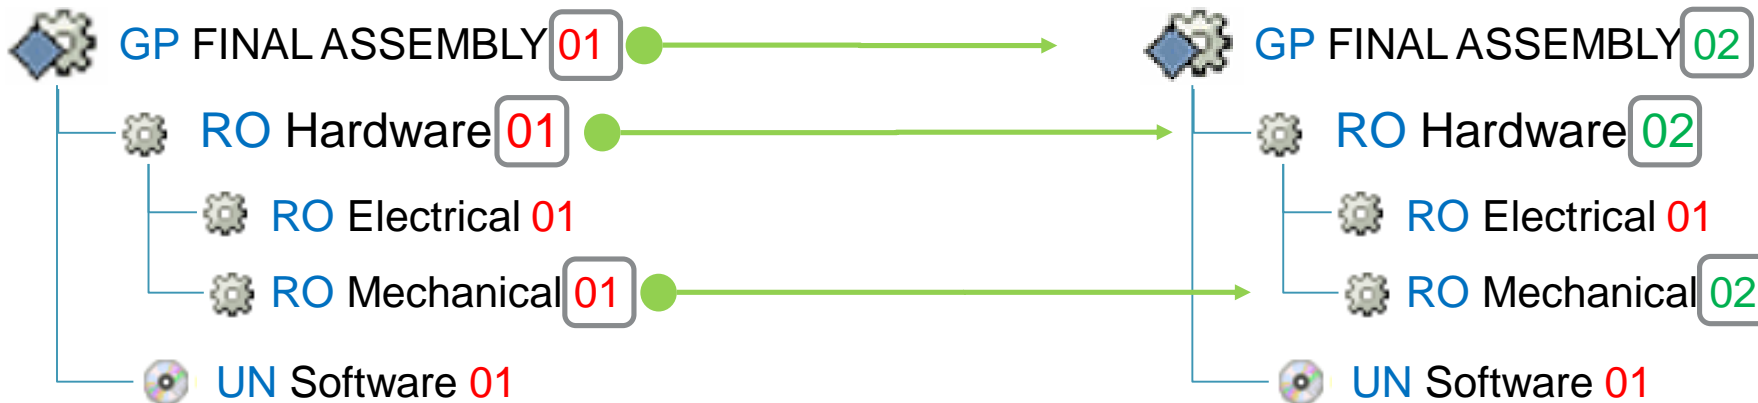 GP FINAL ASSEMBLY 01
RO Hardware 01
RO Electrical 01
RO Mechanical 01
UN Software 01
GP FINAL ASSEMBLY 02
RO Hardware 02
RO Electrical 01
RO Mechanical 02
UN Software 01